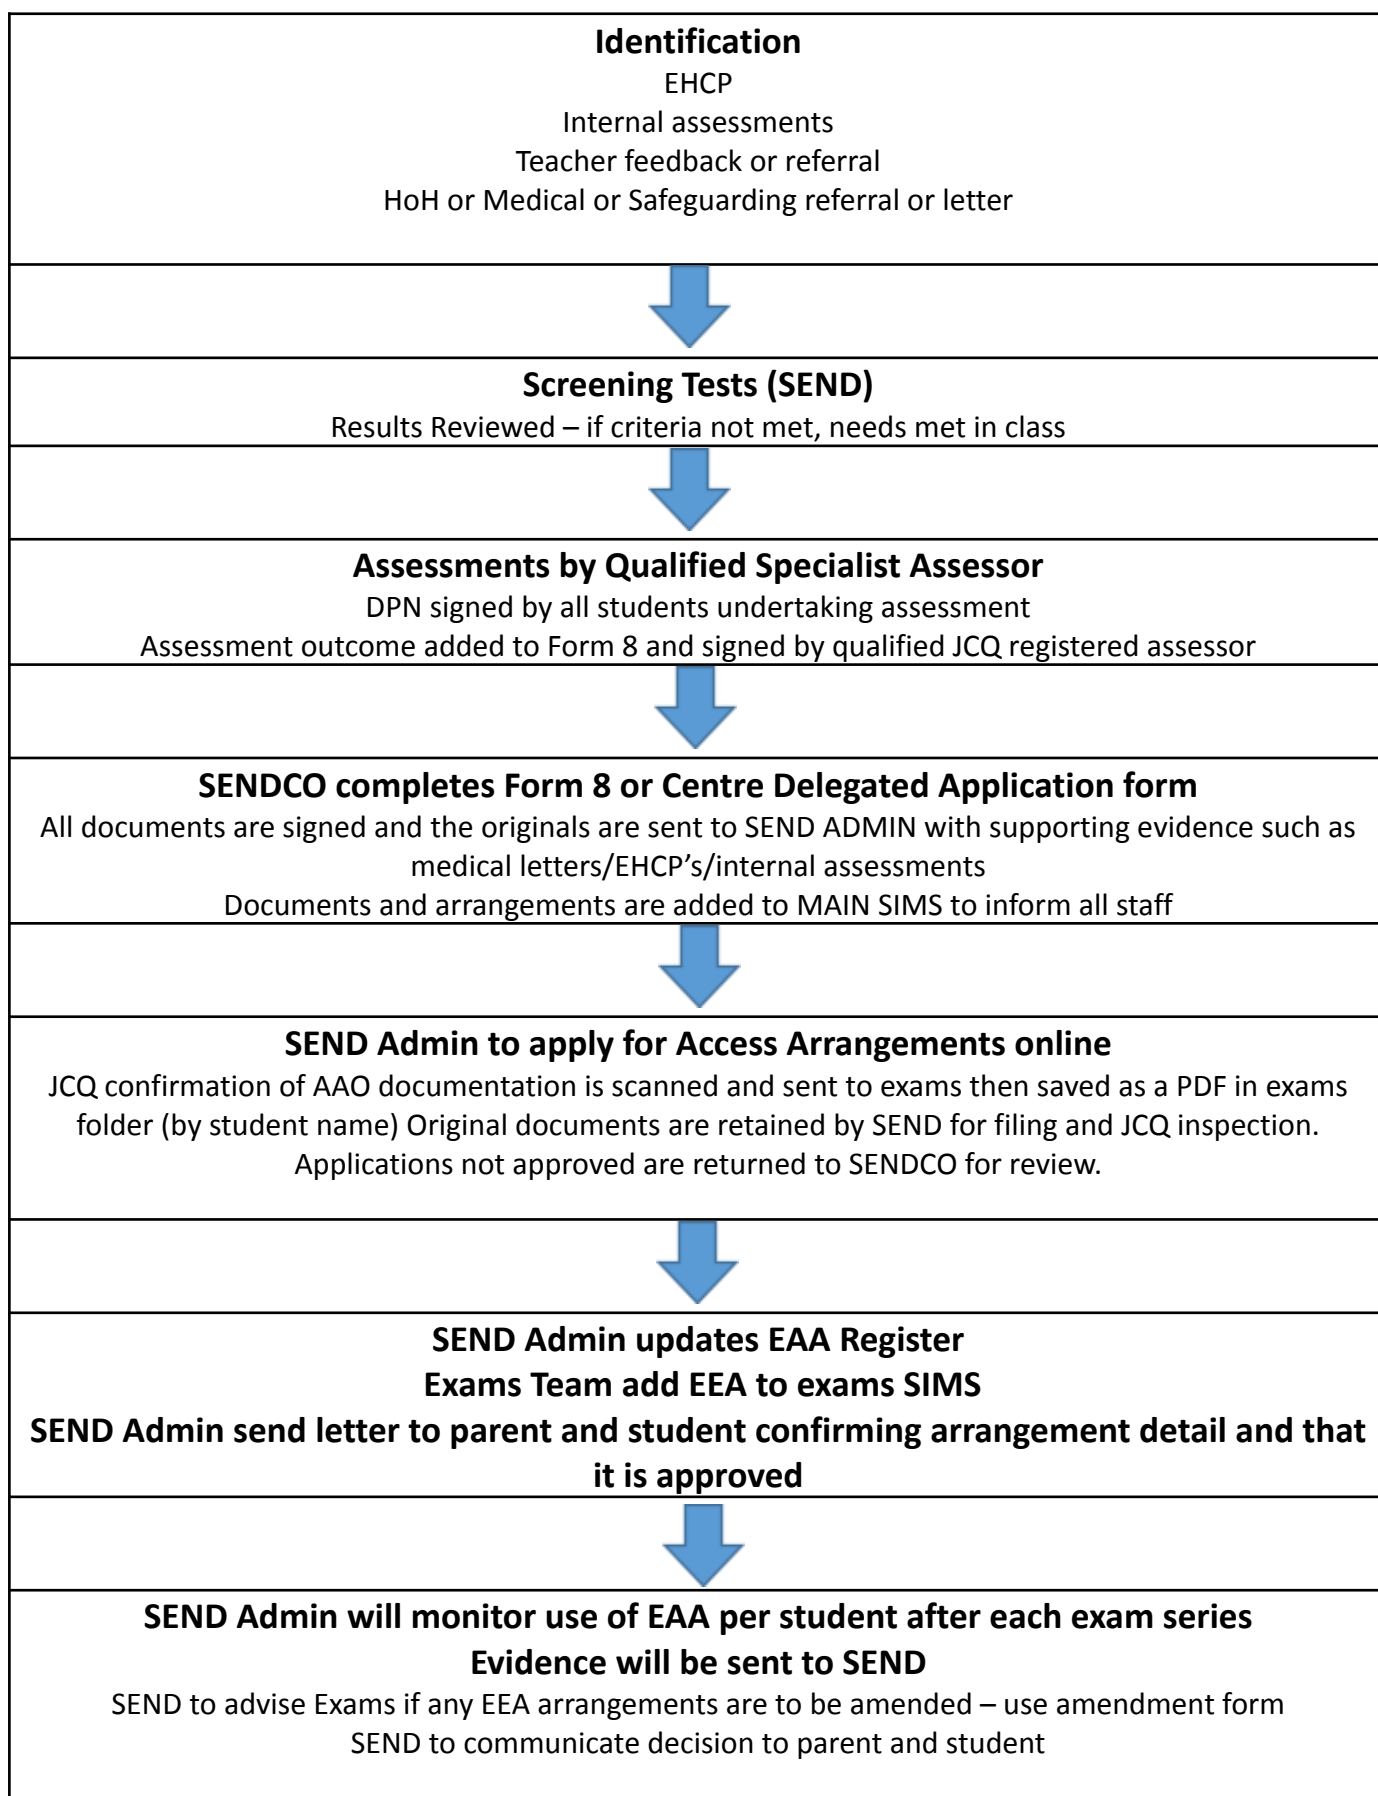 Identification
EHCP
Internal assessments
Teacher feedback or referral
HoH or Medical or Safeguarding referral or letter
Screening Tests (SEND)
Results Reviewed – if criteria not met, needs met in class
Assessments by Qualified Specialist Assessor
DPN signed by all students undertaking assessment
Assessment outcome added to Form 8 and signed by qualified JCQ registered assessor
SENDCO completes Form 8 or Centre Delegated Application form
All documents are signed and the originals are sent to SEND ADMIN with supporting evidence such as
medical letters/EHCP’s/internal assessments
Documents and arrangements are added to MAIN SIMS to inform all staff
SEND Admin to apply for Access Arrangements online
JCQ confirmation of AAO documentation is scanned and sent to exams then saved as a PDF in exams
folder (by student name) Original documents are retained by SEND for filing and JCQ inspection.
Applications not approved are returned to SENDCO for review.
SEND Admin updates EAA Register
Exams Team add EEA to exams SIMS
SEND Admin send letter to parent and student confirming arrangement detail and that
it is approved
SEND Admin will monitor use of EAA per student after each exam series
Evidence will be sent to SEND
SEND to advise Exams if any EEA arrangements are to be amended – use amendment form
SEND to communicate decision to parent and student